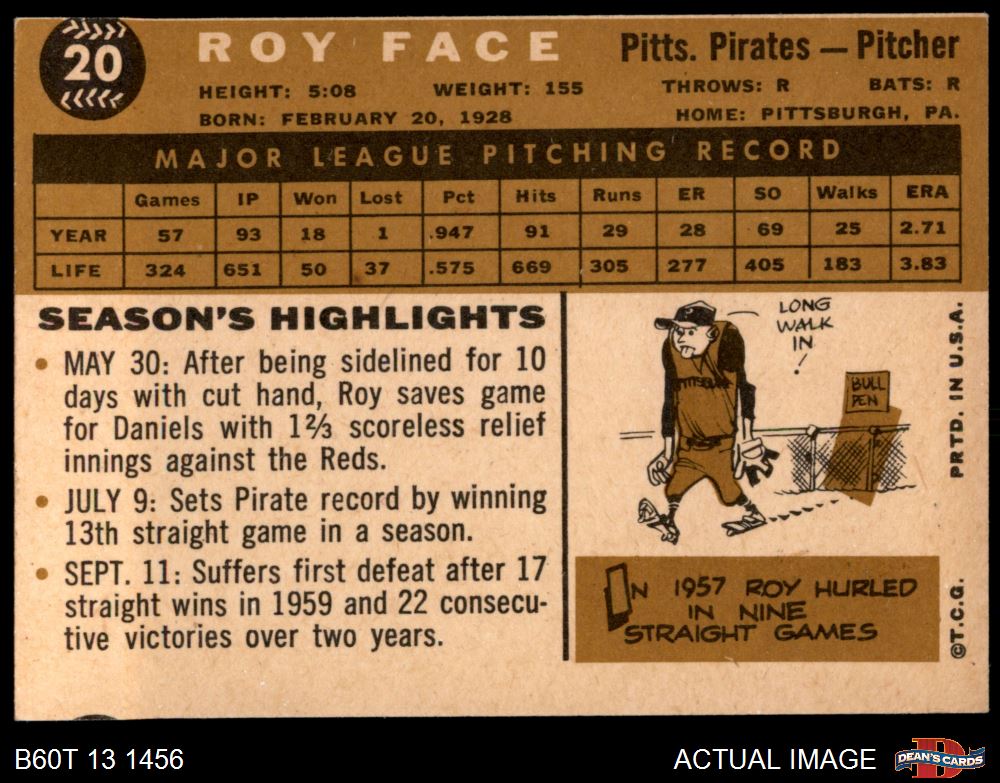 20
ROY FACE
Pitts. Pirates — Pitcher
HEIGHT: 5:08 WEIGHT: 155 THROWS: R BATS: R
BORN: FEBRUARY 20, 1928 HOME: PITTSBURGH, PA.
MAJOR LEAGUE PITCHING RECORD
Games IP Won Lost Pct Hits Runs ER SO Walks ERA
YEAR 57 93 18 1 .947 91 29 28 69 25 2.71
LIFE 324 651 50 37 .575 669 305 277 405 183 3.83
SEASON'S HIGHLIGHTS
• MAY 30: After being sidelined for 10
days with cut hand, Roy saves game
for Daniels with 1⅔ scoreless relief
innings against the Reds.
• JULY 9: Sets Pirate record by winning
13th straight game in a season.
• SEPT. 11: Suffers first defeat after 17
straight wins in 1959 and 22 consecu-
tive victories over two years.
LONG
WALK
IN
!
BULL
PEN
P
PITTSBURGH
IN 1957 ROY HURLED
IN NINE
STRAIGHT GAMES
©T.C.G. PRTD. IN U.S.A.
B60T 13 1456
ACTUAL IMAGE
D
DEAN'S CARDS